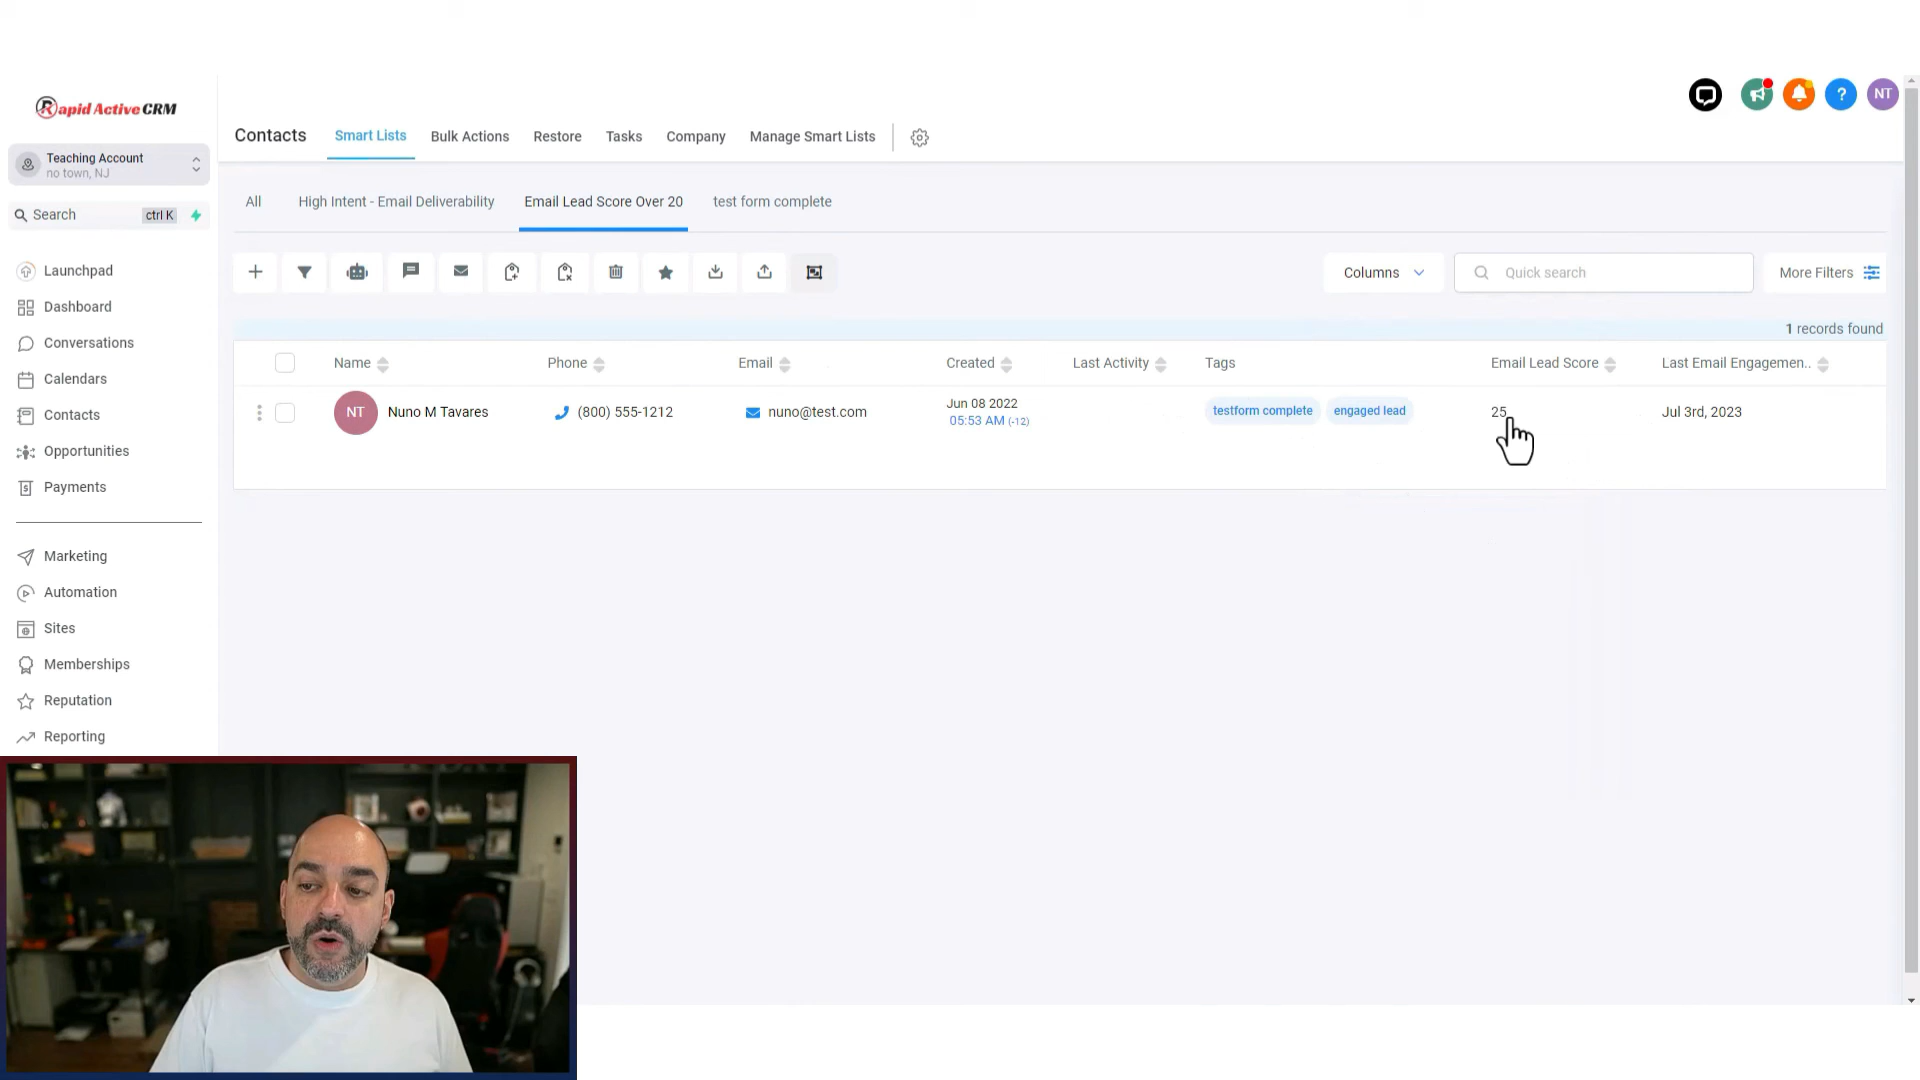 Rapid Active CRM
Teaching Account
no town, NJ
Search ctrl K
Launchpad
Dashboard
Conversations
Calendars
Contacts
Opportunities
Payments
Marketing
Automation
Sites
Memberships
Reputation
Reporting
? NT
Contacts Smart Lists Bulk Actions Restore Tasks Company Manage Smart Lists
All High Intent - Email Deliverability Email Lead Score Over 20 test form complete
Columns Quick search More Filters
1 records found
Name Phone Email Created Last Activity Tags Email Lead Score Last Email Engagemen..
NT Nuno M Tavares (800) 555-1212 nuno@test.com Jun 08 2022 testform complete engaged lead 25 Jul 3rd, 2023
05:53 AM (-12)